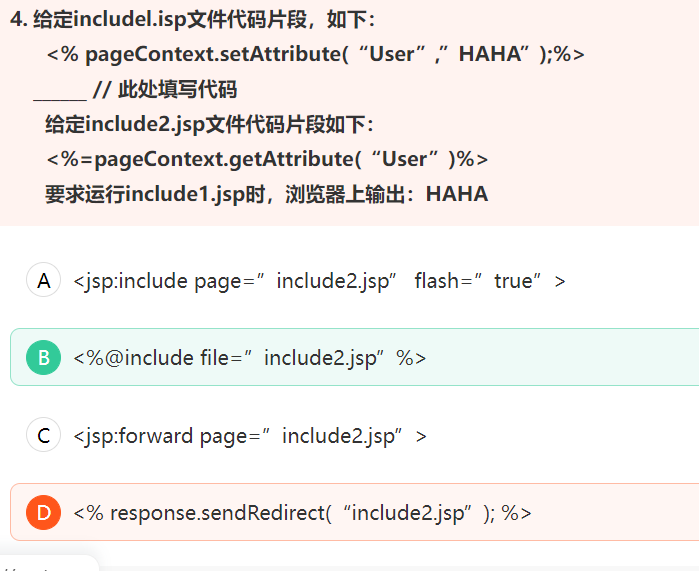 4. 给定includel.isp文件代码片段，如下：
<% pageContext.setAttribute(“User”,”HAHA”);%>
______ // 此处填写代码
给定include2.jsp文件代码片段如下：
<%=pageContext.getAttribute(“User”)%>
要求运行include1.jsp时，浏览器上输出：HAHA
A <jsp:include page=”include2.jsp” flash=”true”>
B <%@include file=”include2.jsp”%>
C <jsp:forward page=”include2.jsp”>
D <% response.sendRedirect(“include2.jsp”); %>